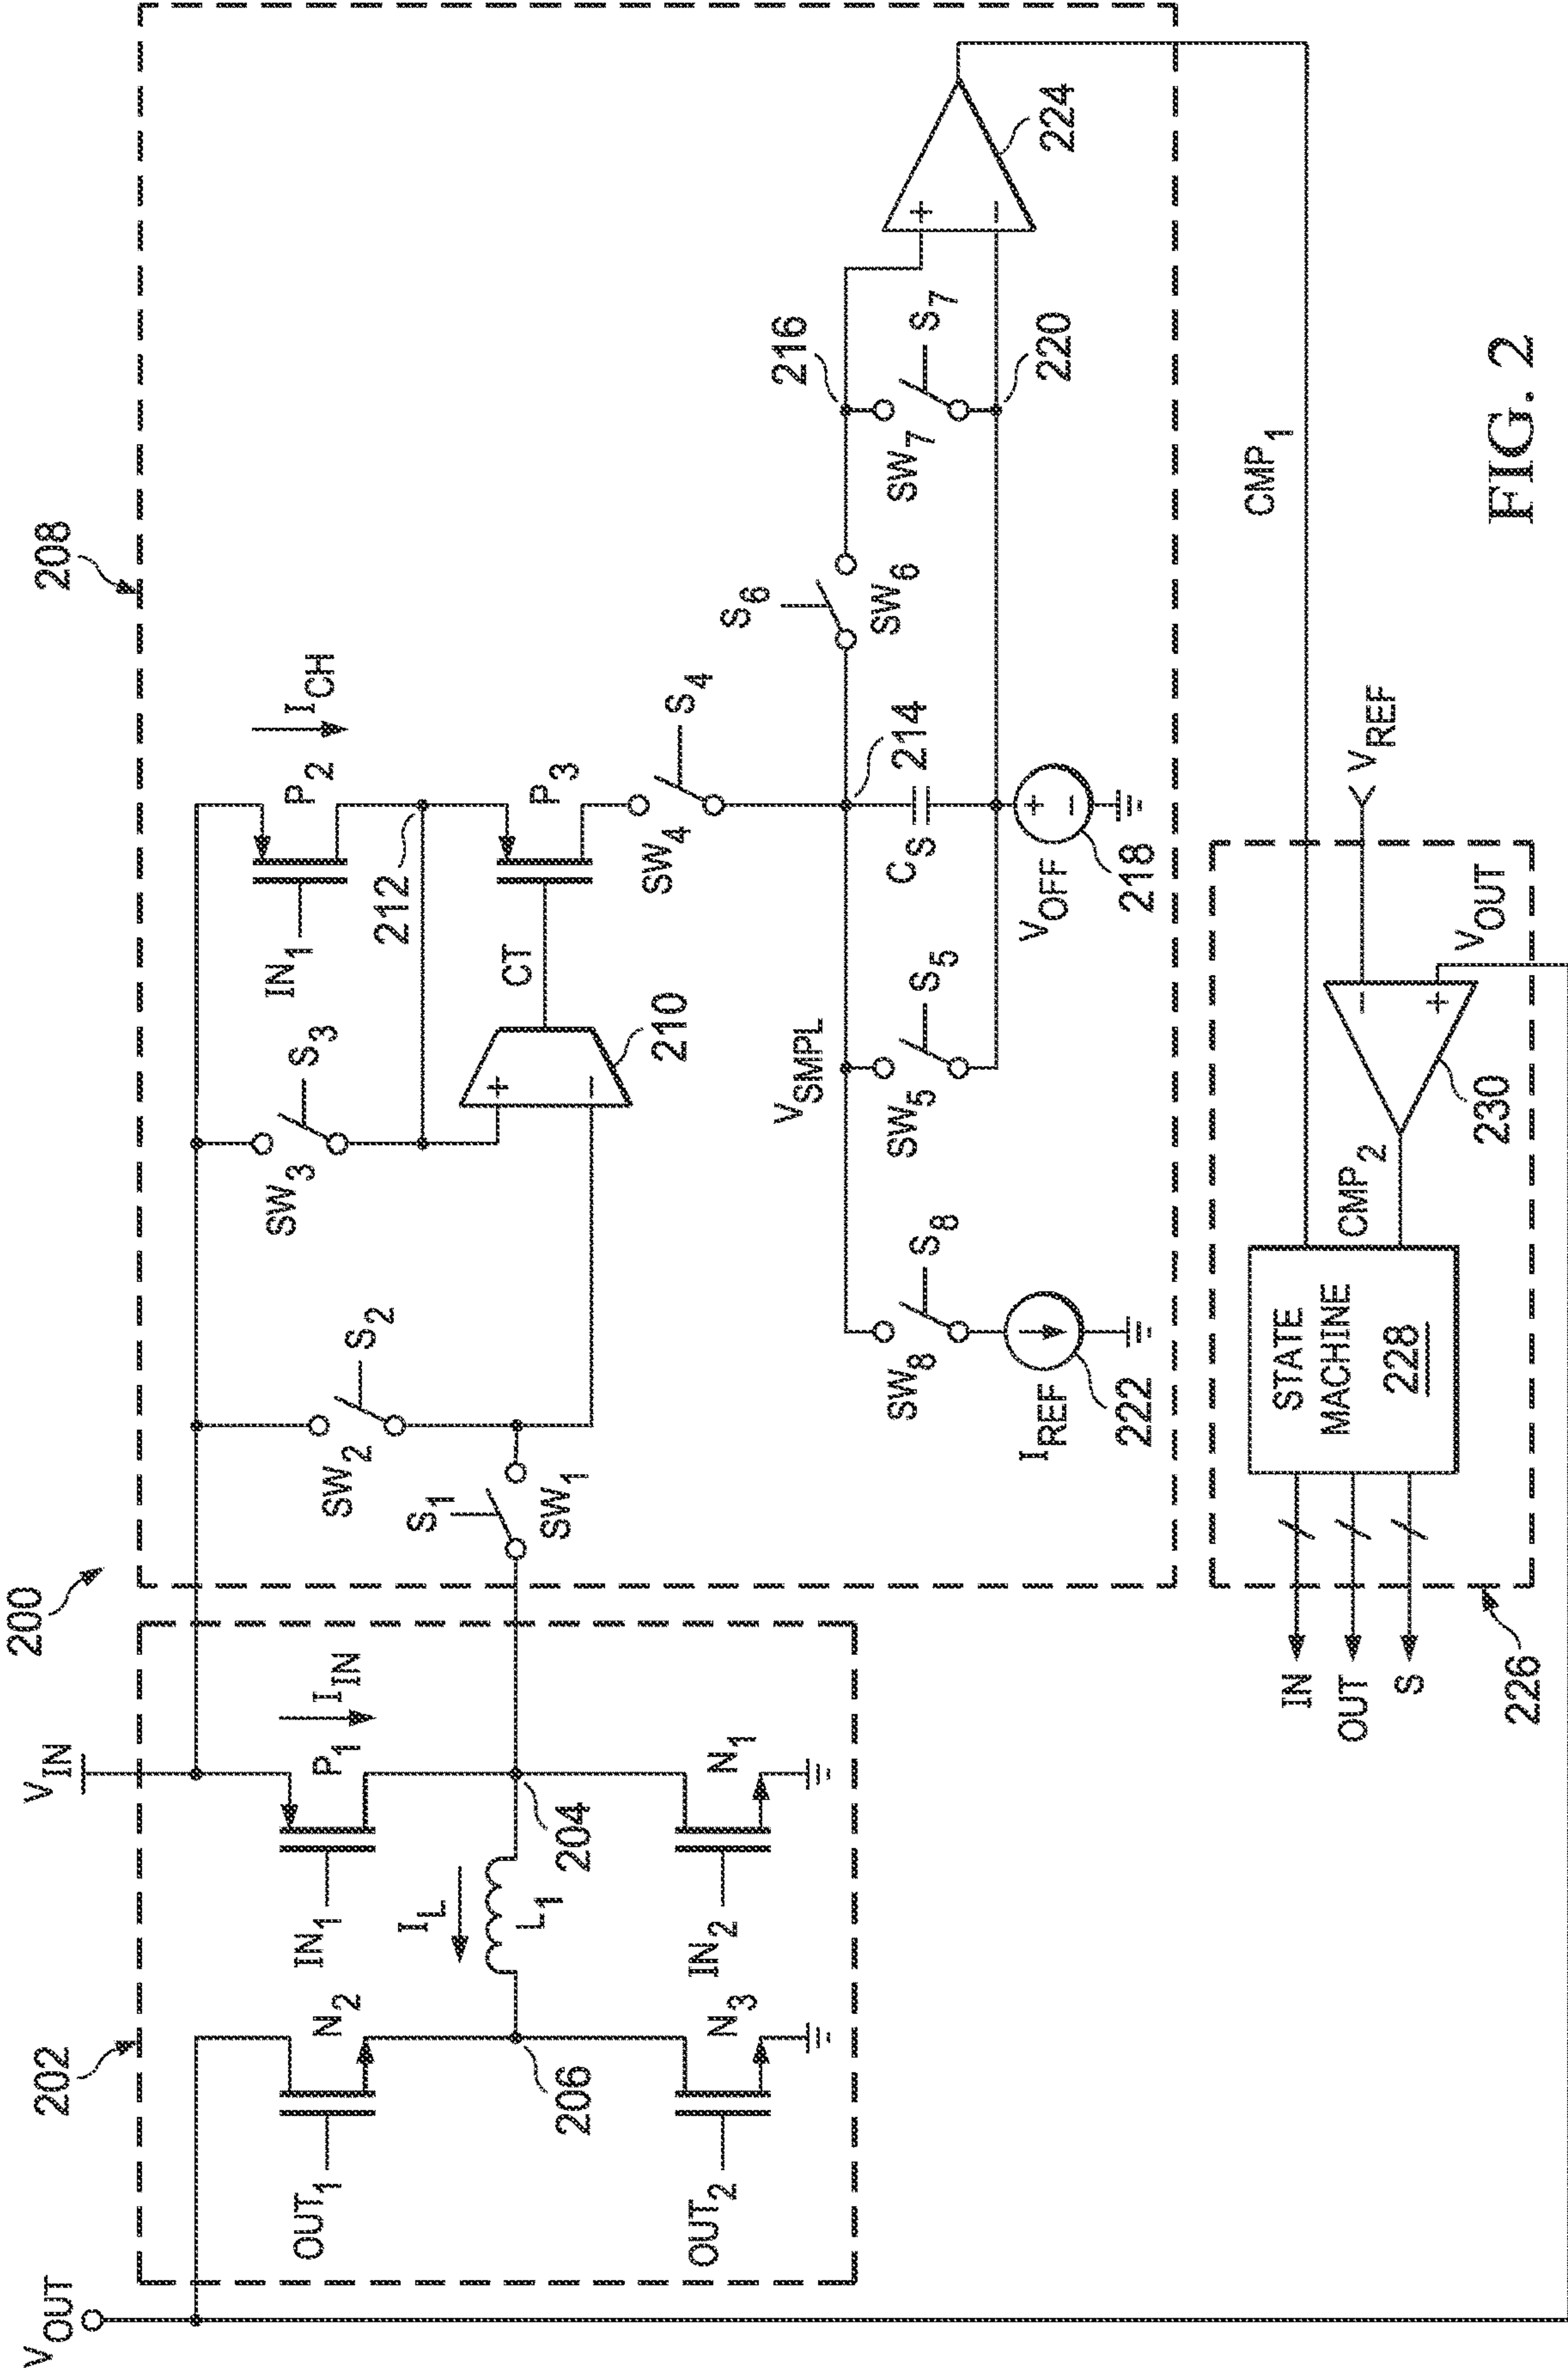 200
202
208
V_OUT
V_IN
OUT_1
N_2
IN_1
P_1
I_IN
I_L
L_1
206
204
OUT_2
N_3
IN_2
N_1
S_1
SW_1
SW_2
S_2
SW_3
S_3
IN_1
P_2
I_CH
212
+
−
210
CT
P_3
SW_4
S_4
V_SMPL
214
S_6
SW_6
216
SW_8
S_8
SW_5
S_5
C_S
SW_7
S_7
220
+
−
224
I_REF
222
V_OFF
+
−
218
CMP_1
STATE
MACHINE
228
CMP_2
−
+
230
V_REF
V_OUT
IN
OUT
S
226
FIG. 2